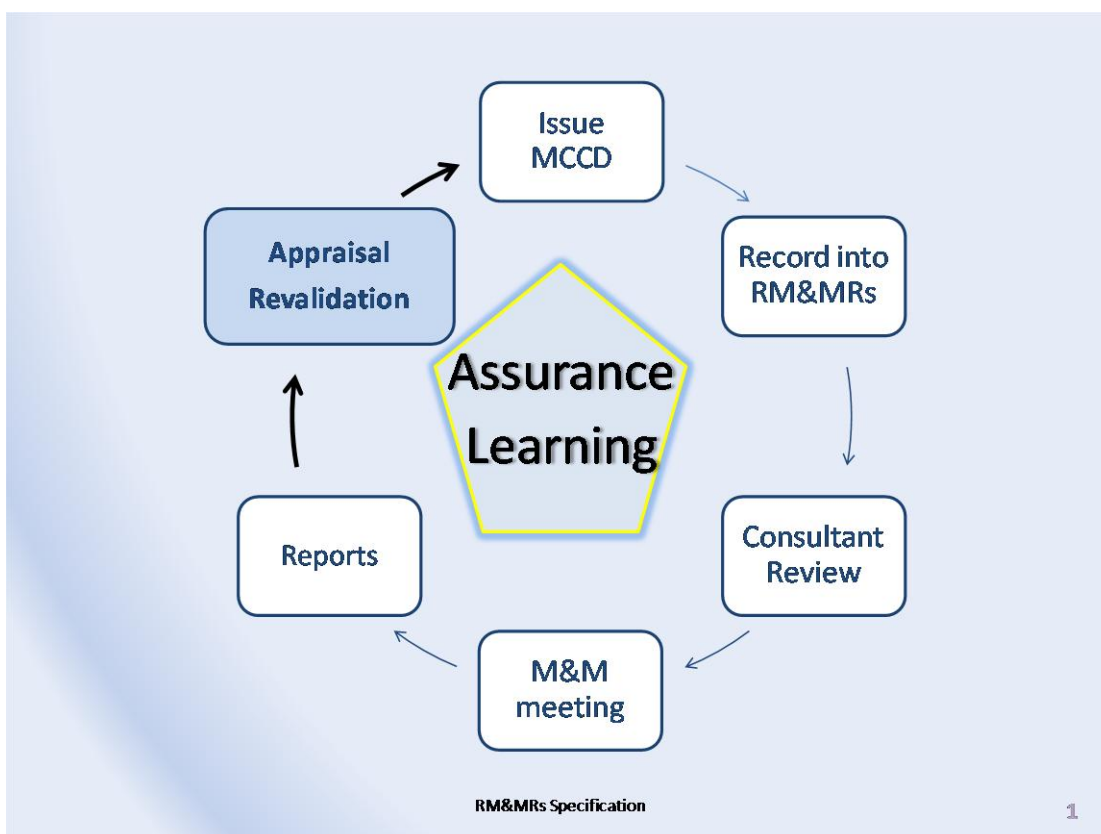 Issue
MCCD
Record into
RM&MRs
Consultant
Review
M&M
meeting
Reports
Appraisal
Revalidation
Assurance
Learning
RM&MRs Specification
1